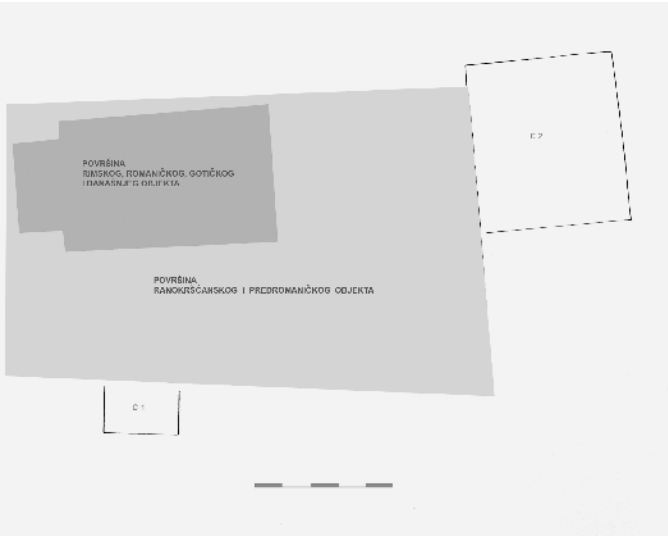 POVRŠINA
RIMSKOG, ROMANIČKOG, GOTIČKOG
I DANAŠNJEG OBJEKTA
C 2
POVRŠINA
RANOKRŠĆANSKOG I PREDROMANIČKOG OBJEKTA
C 1